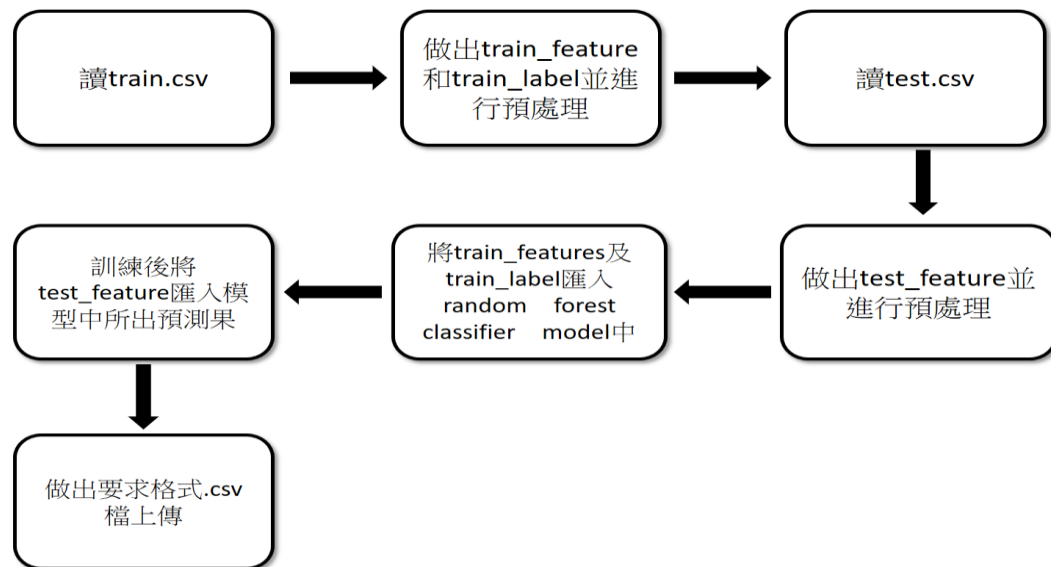 讀train.csv
做出train_feature
和train_label並進
行預處理
讀test.csv
做出test_feature並
進行預處理
將train_features及
train_label匯入
random forest
classifier model中
訓練後將
test_feature匯入模
型中所出預測果
做出要求格式.csv
檔上傳